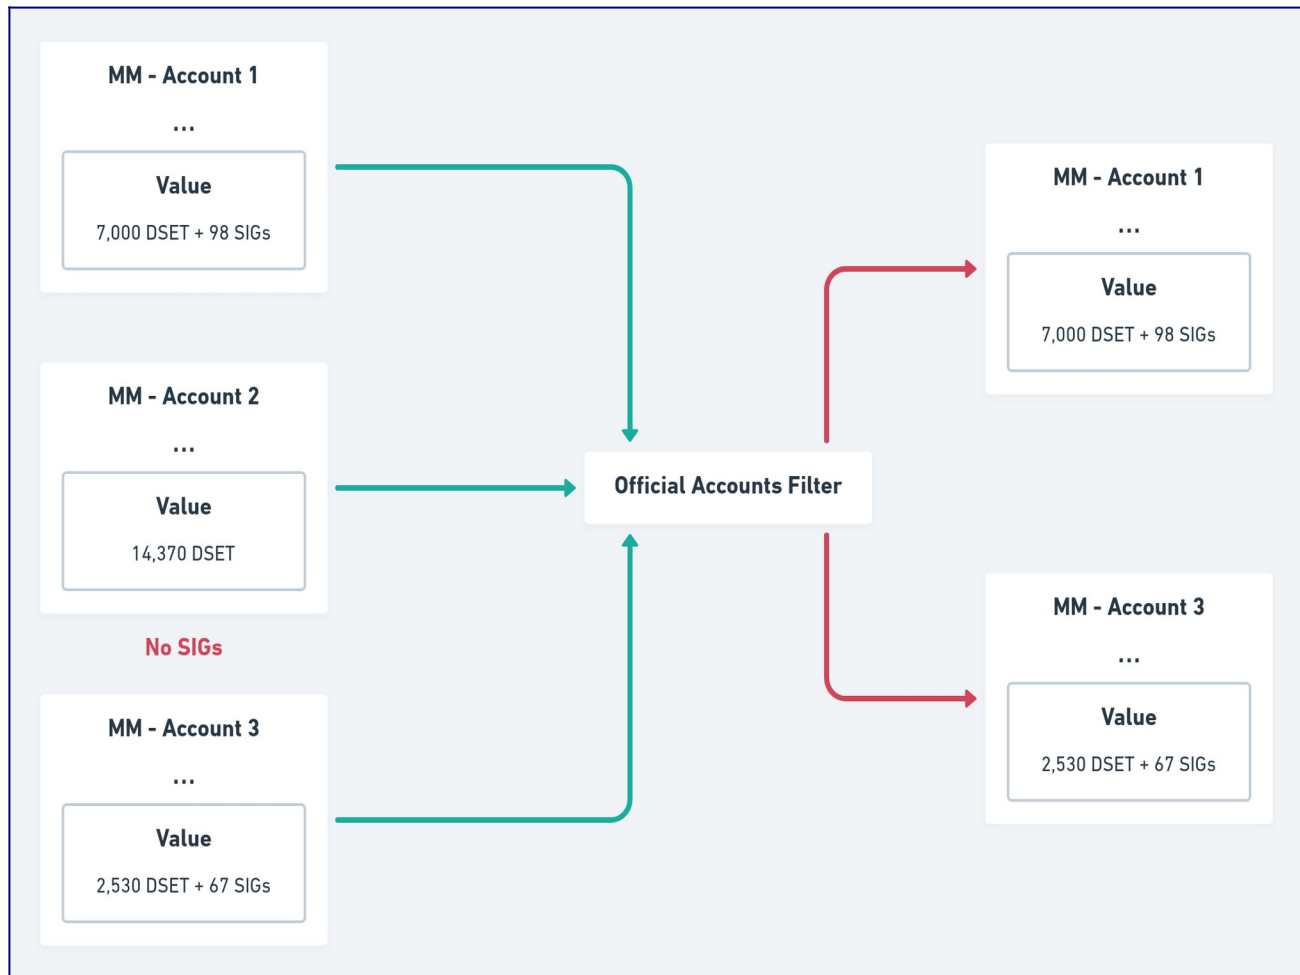 MM - Account 1
...
Value
7,000 DSET + 98 SIGs
MM - Account 2
...
Value
14,370 DSET
No SIGs
MM - Account 3
...
Value
2,530 DSET + 67 SIGs
Official Accounts Filter
MM - Account 1
...
Value
7,000 DSET + 98 SIGs
MM - Account 3
...
Value
2,530 DSET + 67 SIGs